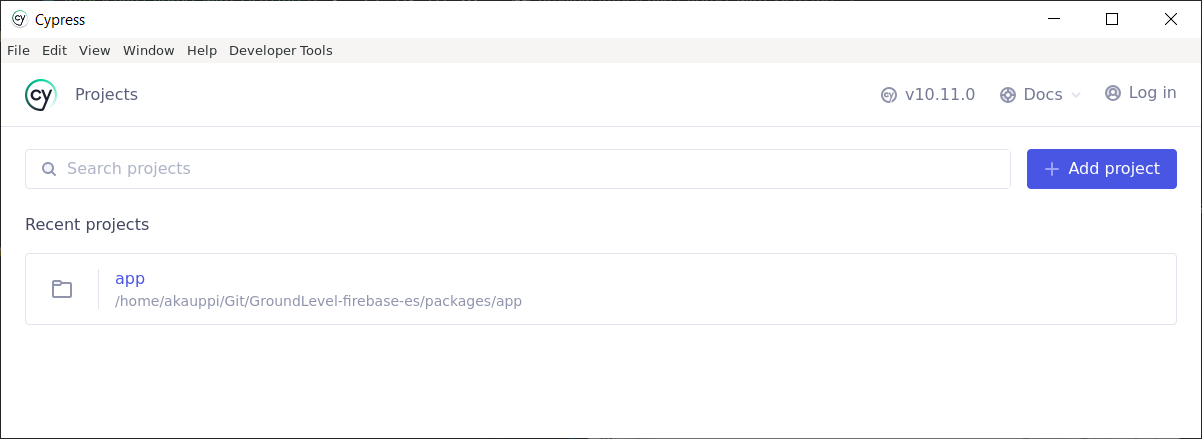 Cypress
File Edit View Window Help Developer Tools
cy Projects v10.11.0 Docs Log in
Search projects + Add project
Recent projects
app
/home/akauppi/Git/GroundLevel-firebase-es/packages/app